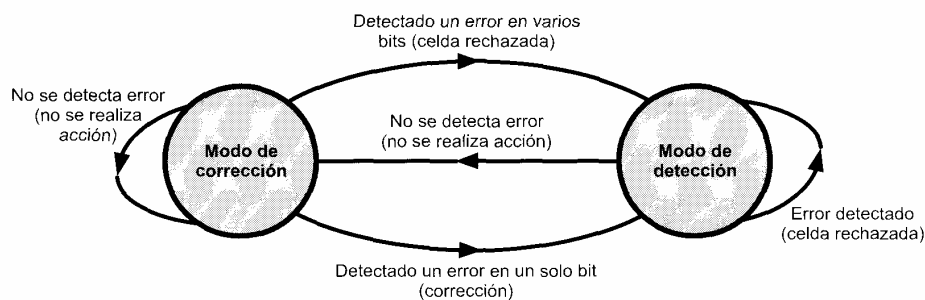 Detectado un error en varios
bits (celda rechazada)
No se detecta error
(no se realiza
acción)
Modo de
corrección
No se detecta error
(no se realiza acción)
Modo de
detección
Error detectado
(celda rechazada)
Detectado un error en un solo bit
(corrección)